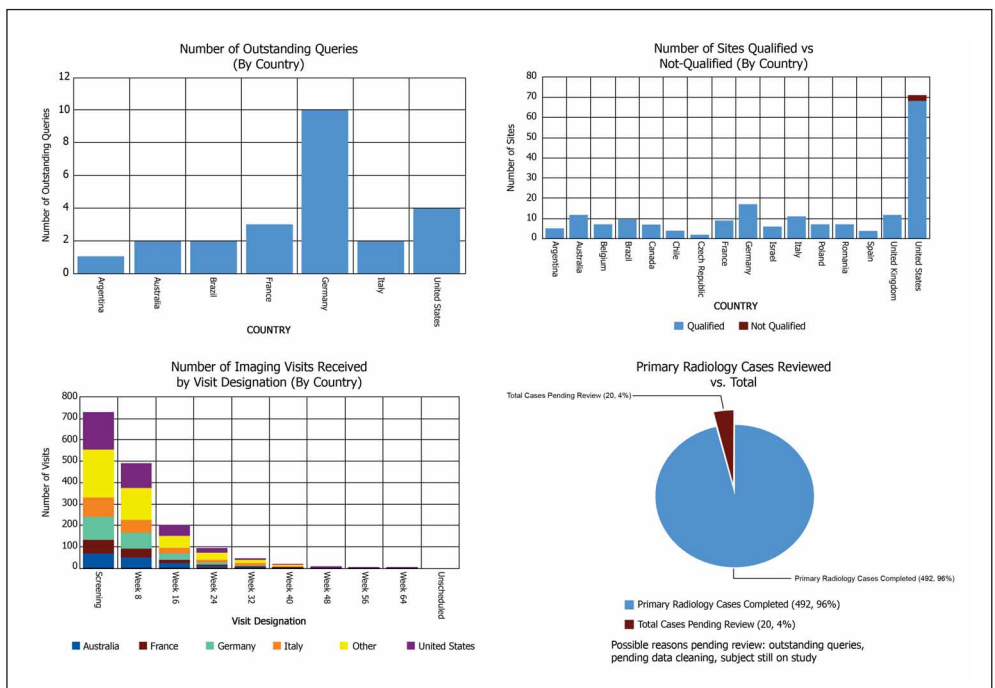 Number of Outstanding Queries
(By Country)
12
10
8
6
4
2
0
Number of Outstanding Queries
Argentina
Australia
Brazil
France
Germany
Italy
United States
COUNTRY
Number of Sites Qualified vs
Not-Qualified (By Country)
80
70
60
50
40
30
20
10
0
Number of Sites
Argentina
Australia
Belgium
Brazil
Canada
Chile
Czech Republic
France
Germany
Israel
Italy
Poland
Romania
Spain
United Kingdom
United States
COUNTRY
Qualified
Not Qualified
Number of Imaging Visits Received
by Visit Designation (By Country)
800
700
600
500
400
300
200
100
0
Number of Visits
Screening
Week 8
Week 16
Week 24
Week 32
Week 40
Week 48
Week 56
Week 64
Unscheduled
Visit Designation
Australia
France
Germany
Italy
Other
United States
Primary Radiology Cases Reviewed
vs. Total
Total Cases Pending Review (20, 4%)
Primary Radiology Cases Completed (492, 96%)
Primary Radiology Cases Completed (492, 96%)
Total Cases Pending Review (20, 4%)
Possible reasons pending review: outstanding queries,
pending data cleaning, subject still on study